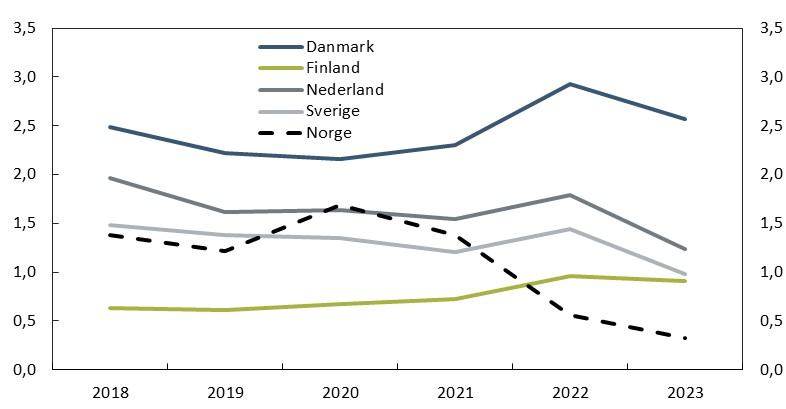 3,5 3,5
Danmark
3,0 Finland 3,0
Nederland
2,5 Sverige 2,5
Norge
2,0 2,0
1,5 1,5
1,0 1,0
0,5 0,5
0,0 0,0
2018 2019 2020 2021 2022 2023